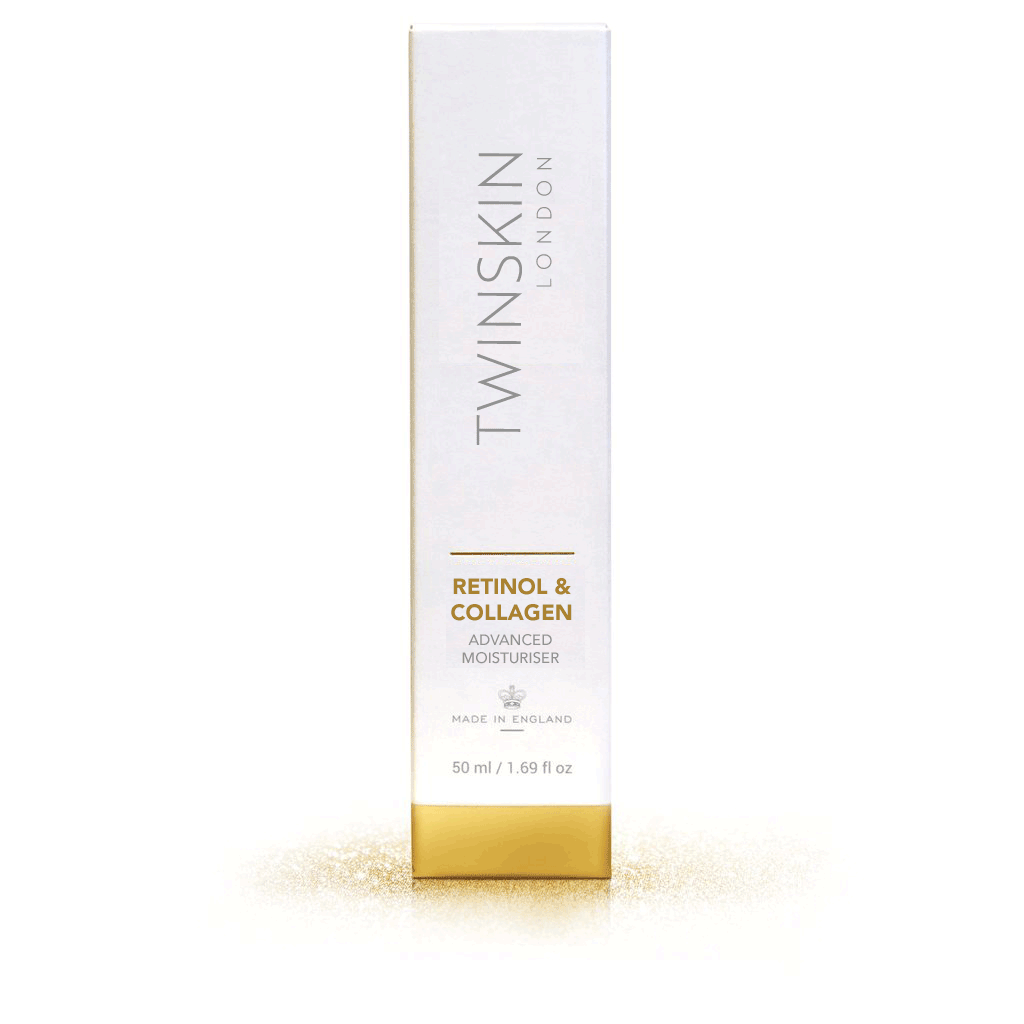 TWINSKIN
LONDON
RETINOL &
COLLAGEN
ADVANCED
MOISTURISER
MADE IN ENGLAND
50 ml / 1.69 fl oz